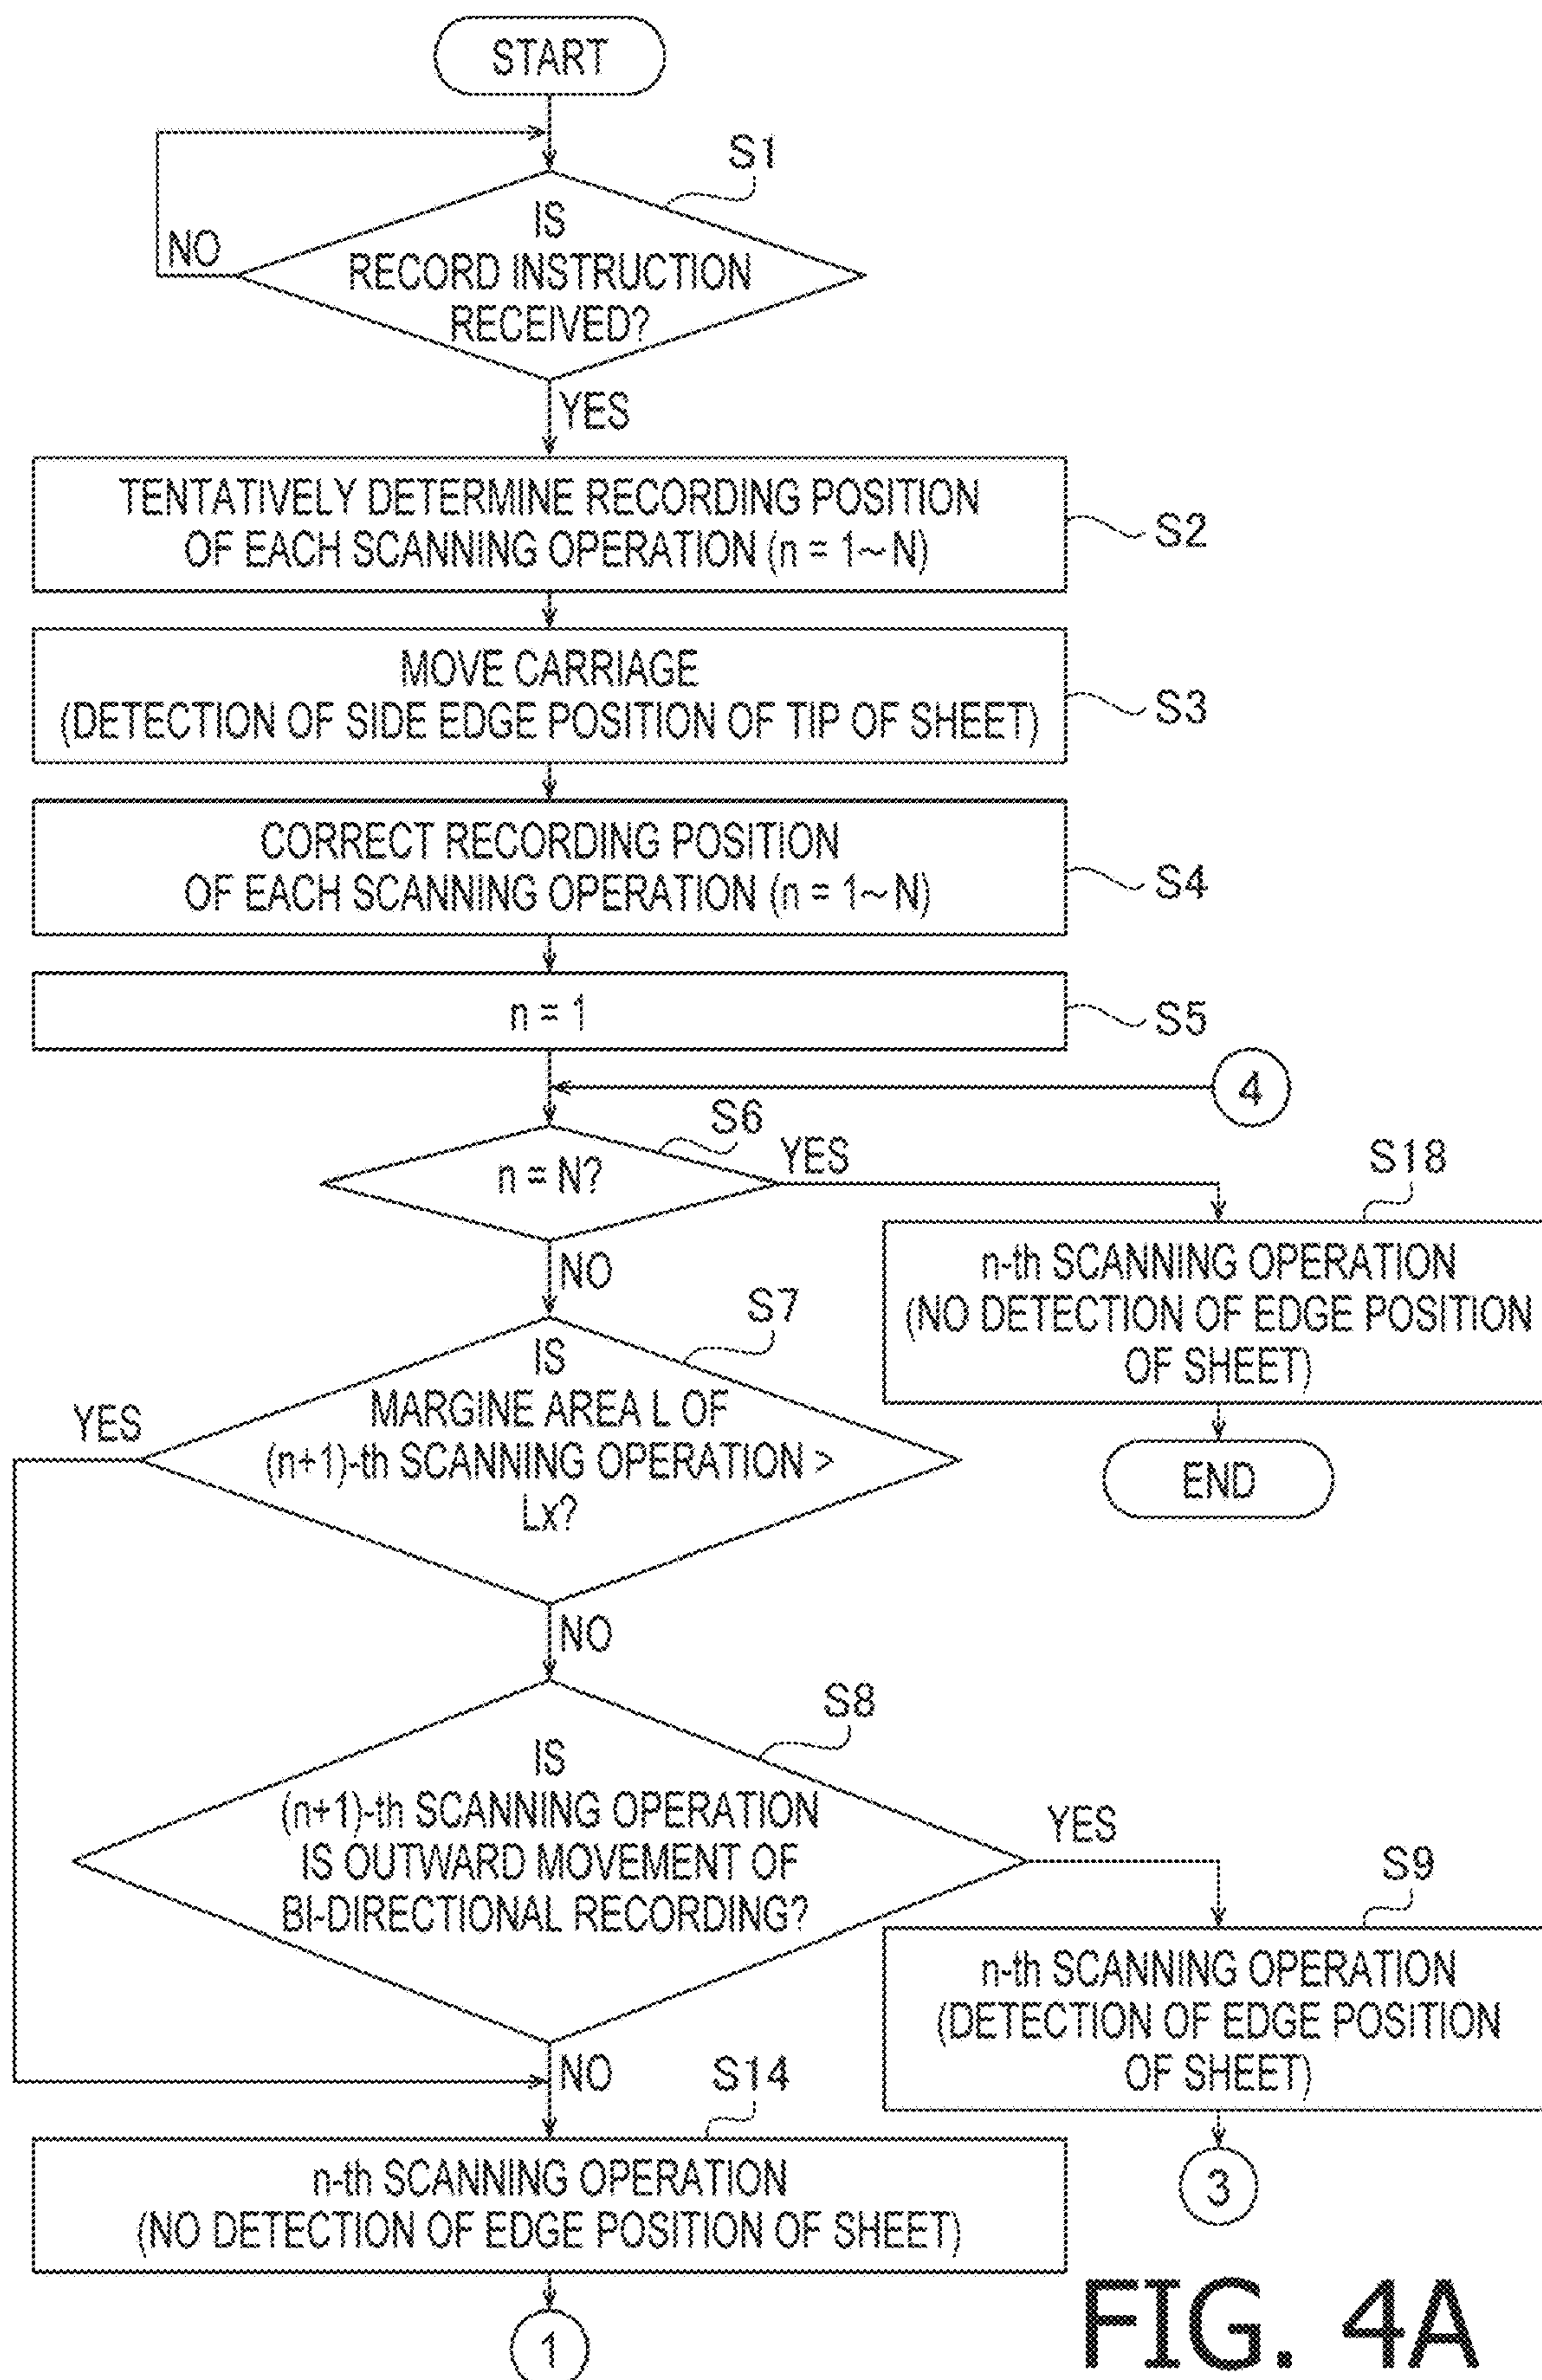 START
S1
IS
RECORD INSTRUCTION
RECEIVED?
NO
YES
TENTATIVELY DETERMINE RECORDING POSITION
OF EACH SCANNING OPERATION (n = 1~N)
S2
MOVE CARRIAGE
(DETECTION OF SIDE EDGE POSITION OF TIP OF SHEET)
S3
CORRECT RECORDING POSITION
OF EACH SCANNING OPERATION (n = 1~N)
S4
n = 1
S5
4
S6
n = N?
YES
NO
S18
n-th SCANNING OPERATION
(NO DETECTION OF EDGE POSITION
OF SHEET)
END
S7
IS
MARGINE AREA L OF
(n+1)-th SCANNING OPERATION >
Lx?
YES
NO
S8
IS
(n+1)-th SCANNING OPERATION
IS OUTWARD MOVEMENT OF
BI-DIRECTIONAL RECORDING?
YES
NO
S9
n-th SCANNING OPERATION
(DETECTION OF EDGE POSITION
OF SHEET)
3
S14
n-th SCANNING OPERATION
(NO DETECTION OF EDGE POSITION OF SHEET)
1
FIG. 4A